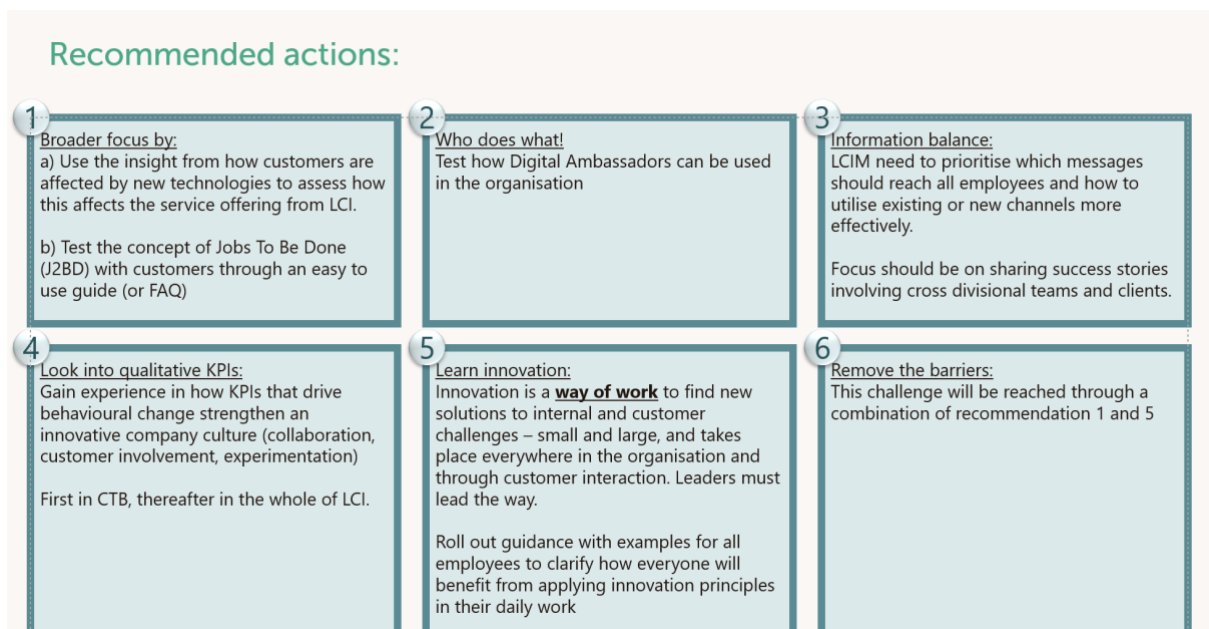 Recommended actions:
1
Broader focus by:
a) Use the insight from how customers are
affected by new technologies to assess how
this affects the service offering from LCI.
b) Test the concept of Jobs To Be Done
(J2BD) with customers through an easy to
use guide (or FAQ)
2
Who does what!
Test how Digital Ambassadors can be used
in the organisation
3
Information balance:
LCIM need to prioritise which messages
should reach all employees and how to
utilise existing or new channels more
effectively.
Focus should be on sharing success stories
involving cross divisional teams and clients.
4
Look into qualitative KPIs:
Gain experience in how KPIs that drive
behavioural change strengthen an
innovative company culture (collaboration,
customer involvement, experimentation)
First in CTB, thereafter in the whole of LCI.
5
Learn innovation:
Innovation is a way of work to find new
solutions to internal and customer
challenges – small and large, and takes
place everywhere in the organisation and
through customer interaction. Leaders must
lead the way.
Roll out guidance with examples for all
employees to clarify how everyone will
benefit from applying innovation principles
in their daily work
6
Remove the barriers:
This challenge will be reached through a
combination of recommendation 1 and 5